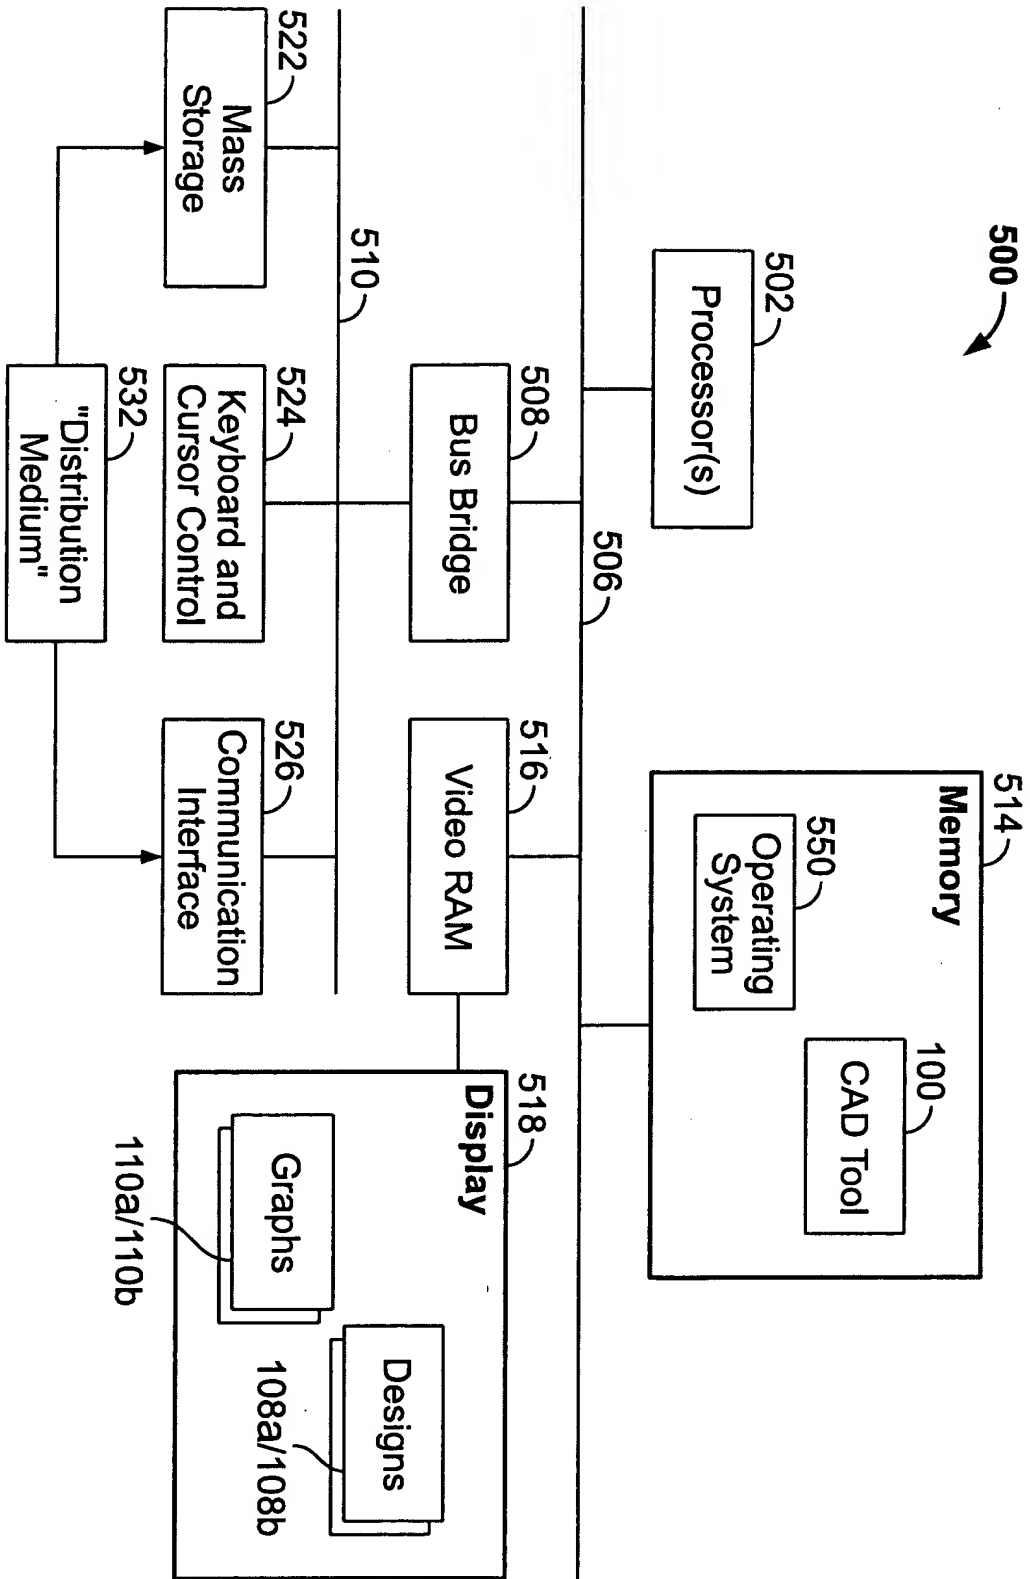 500
502
Processor(s)
514
Memory
550
Operating
System
100
CAD Tool
506
508
Bus Bridge
516
Video RAM
518
Display
Graphs
110a/110b
Designs
108a/108b
510
522
Mass
Storage
524
Keyboard and
Cursor Control
526
Communication
Interface
532
"Distribution
Medium"